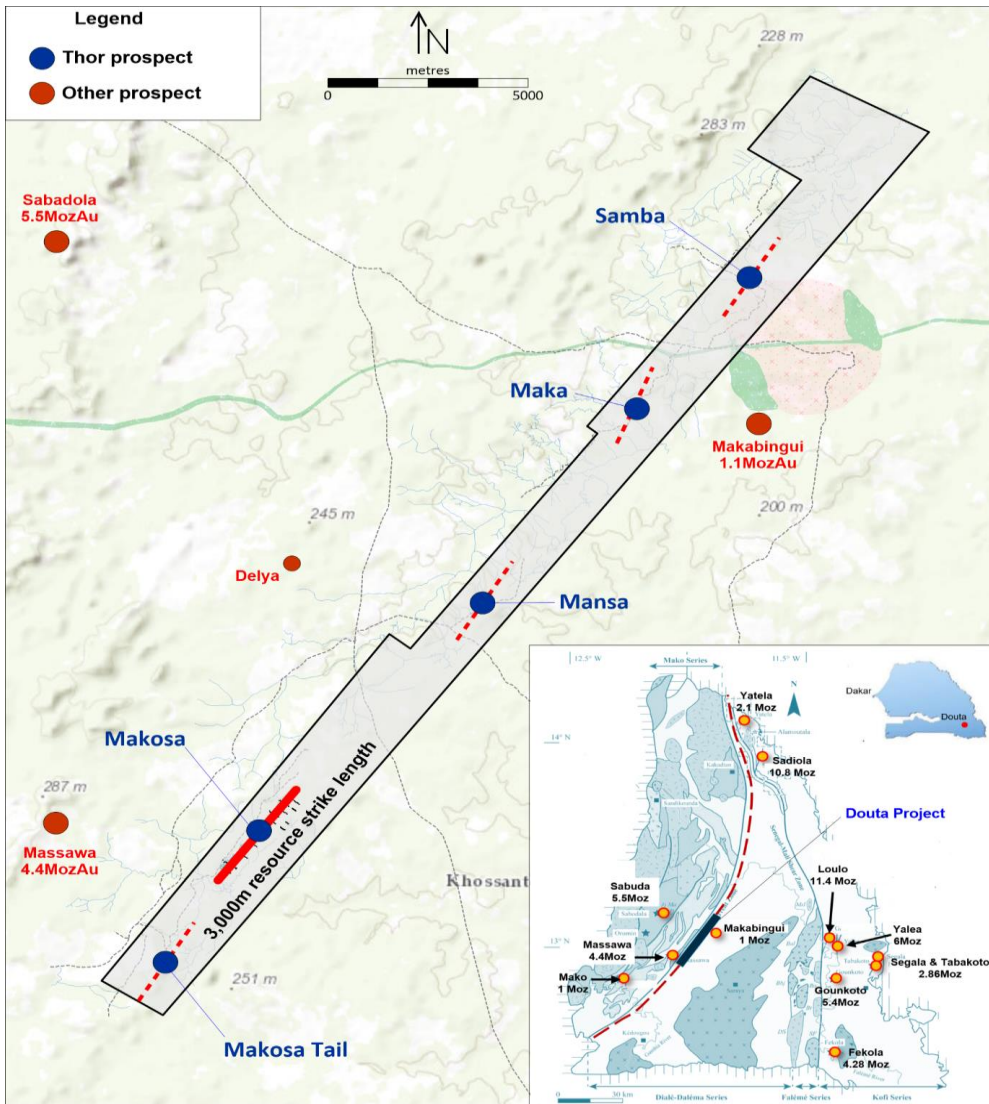 Legend
Thor prospect
Other prospect
N
metres
0
5000
228 m
283 m
Sabadola
5.5MozAu
Samba
Maka
Makabingui
1.1MozAu
245 m
200 m
Delya
Mansa
Makosa
287 m
Massawa
4.4MozAu
3,000m resource strike length
Khossant
251 m
Makosa Tail
12.5° W
Mako Series
11.5° W
Yatela
2.1 Moz
N
Dakar
Douta
14° N
Sadiola
10.8 Moz
Douta Project
Loulo
11.4 Moz
Sabuda
5.5Moz
Makabingui
1 Moz
Yalea
6Moz
13° N
Massawa
4.4Moz
Segala & Tabakoto
2.86Moz
Mako
1 Moz
Gounkoto
5.4Moz
Fekola
4.28 Moz
Dialé-Daléma Series
Falémé Series
Kofi Series
0
30 km